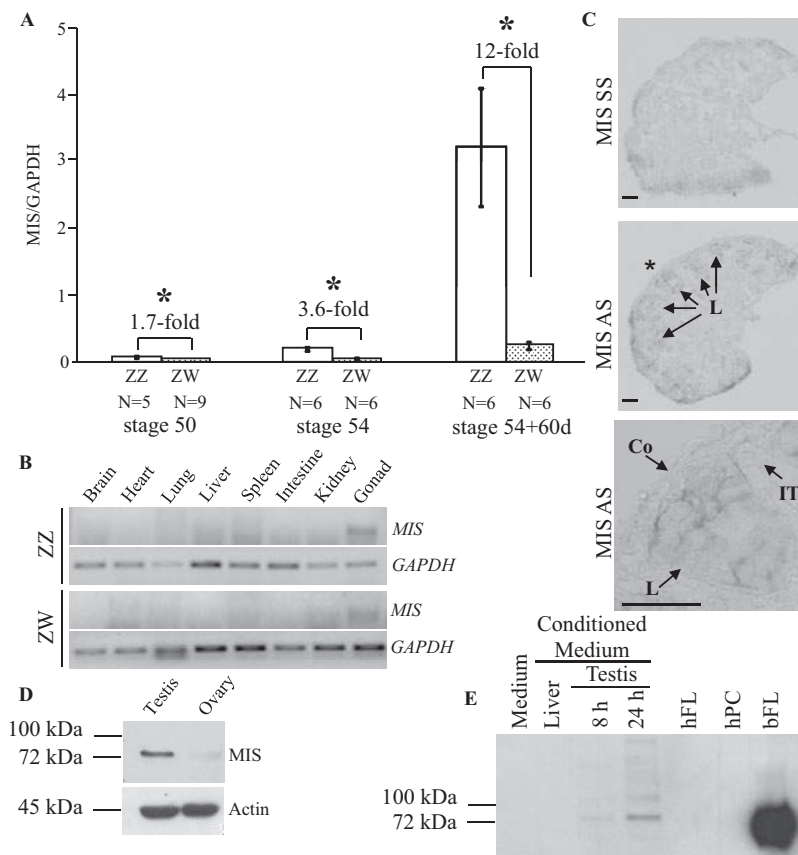 A
5
4
3
2
1
0
MIS/GAPDH
*
1.7-fold
*
3.6-fold
*
12-fold
ZZ ZW
N=5 N=9
stage 50
ZZ ZW
N=6 N=6
stage 54
ZZ ZW
N=6 N=6
stage 54+60d
B
Brain Heart Lung Liver Spleen Intestine Kidney Gonad
ZZ
MIS
GAPDH
ZW
MIS
GAPDH
C
MIS SS
MIS AS
*
L
MIS AS
Co
IT
L
D
Testis Ovary
100 kDa
72 kDa
MIS
45 kDa
Actin
E
Conditioned
Medium
Testis
Medium Liver 8 h 24 h hFL hPC bFL
100 kDa
72 kDa